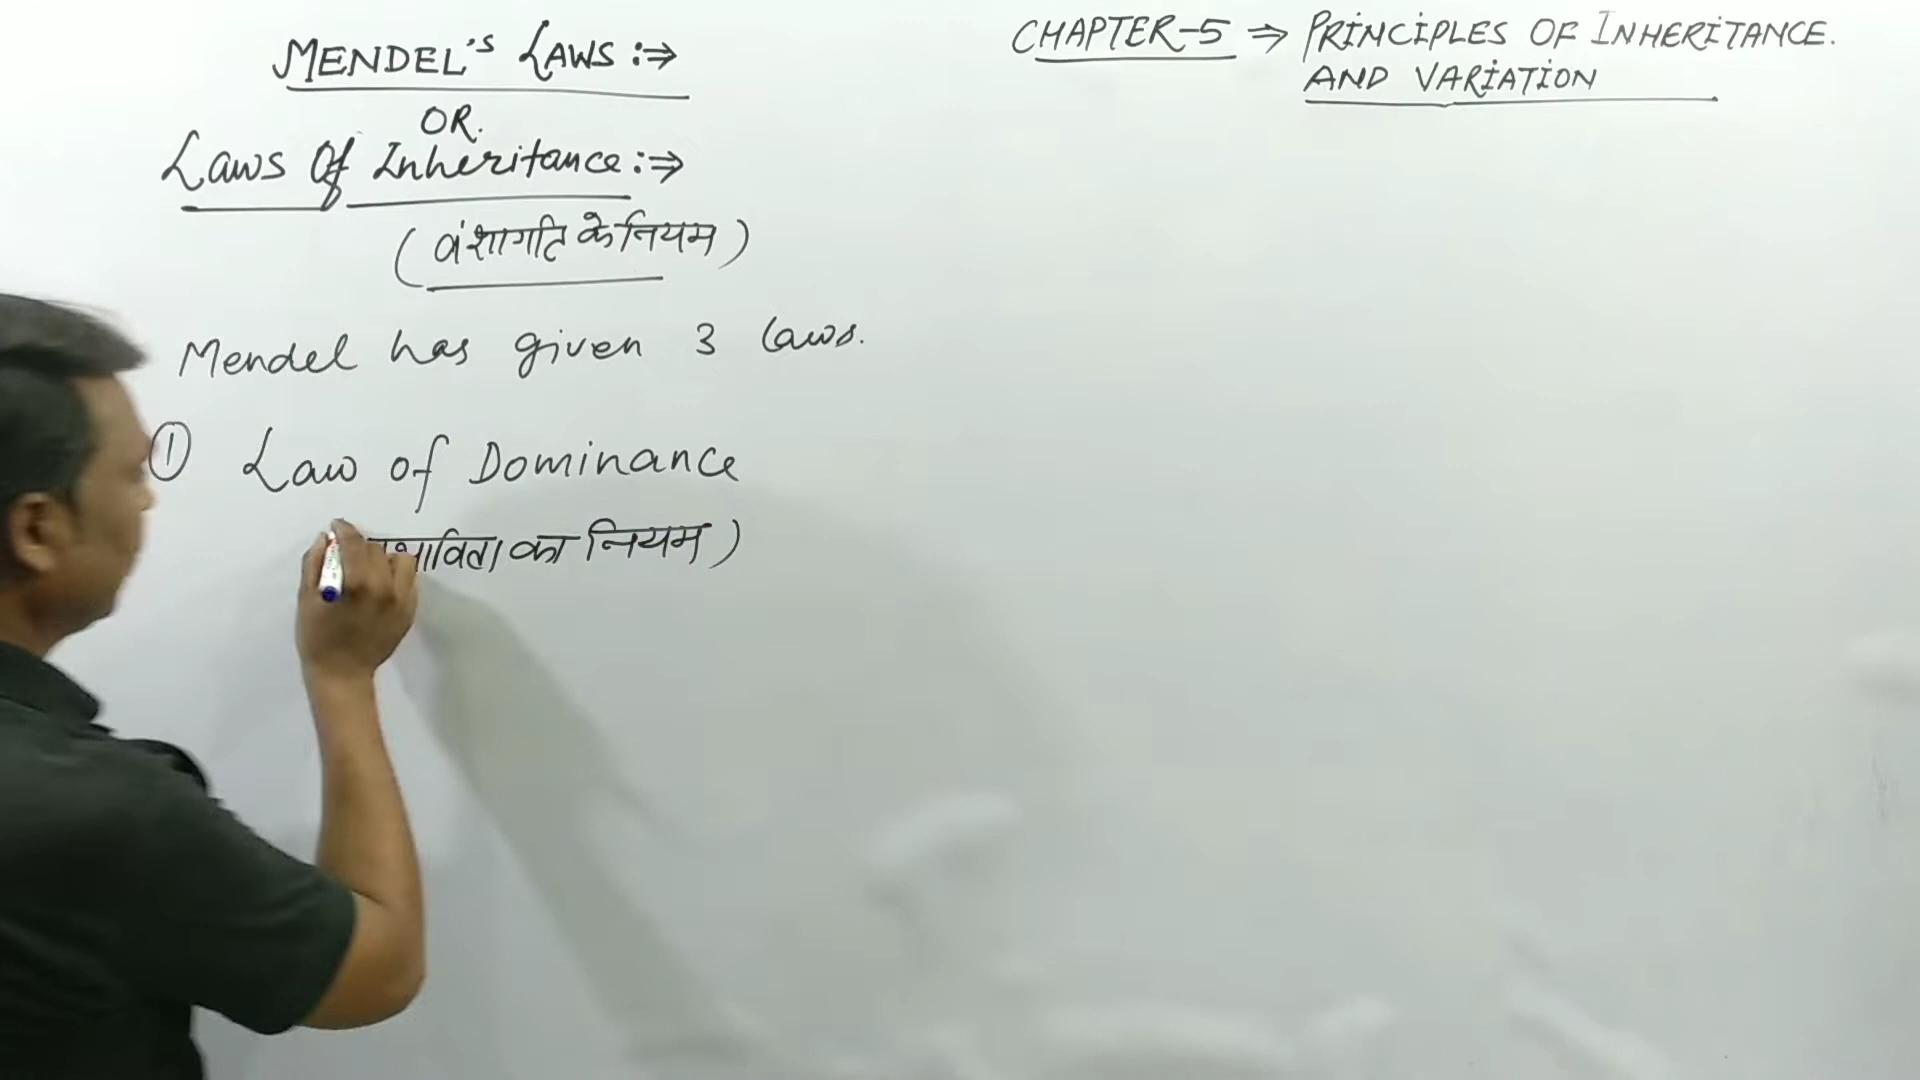 MENDEL'S LAWS :⇒
OR.
Laws Of Inheritance :⇒
(वंशागति के नियम)
Mendel has given 3 laws.
① Law of Dominance
का नियम)
CHAPTER-5 ⇒ PRINCIPLES OF INHERITANCE.
AND VARIATION